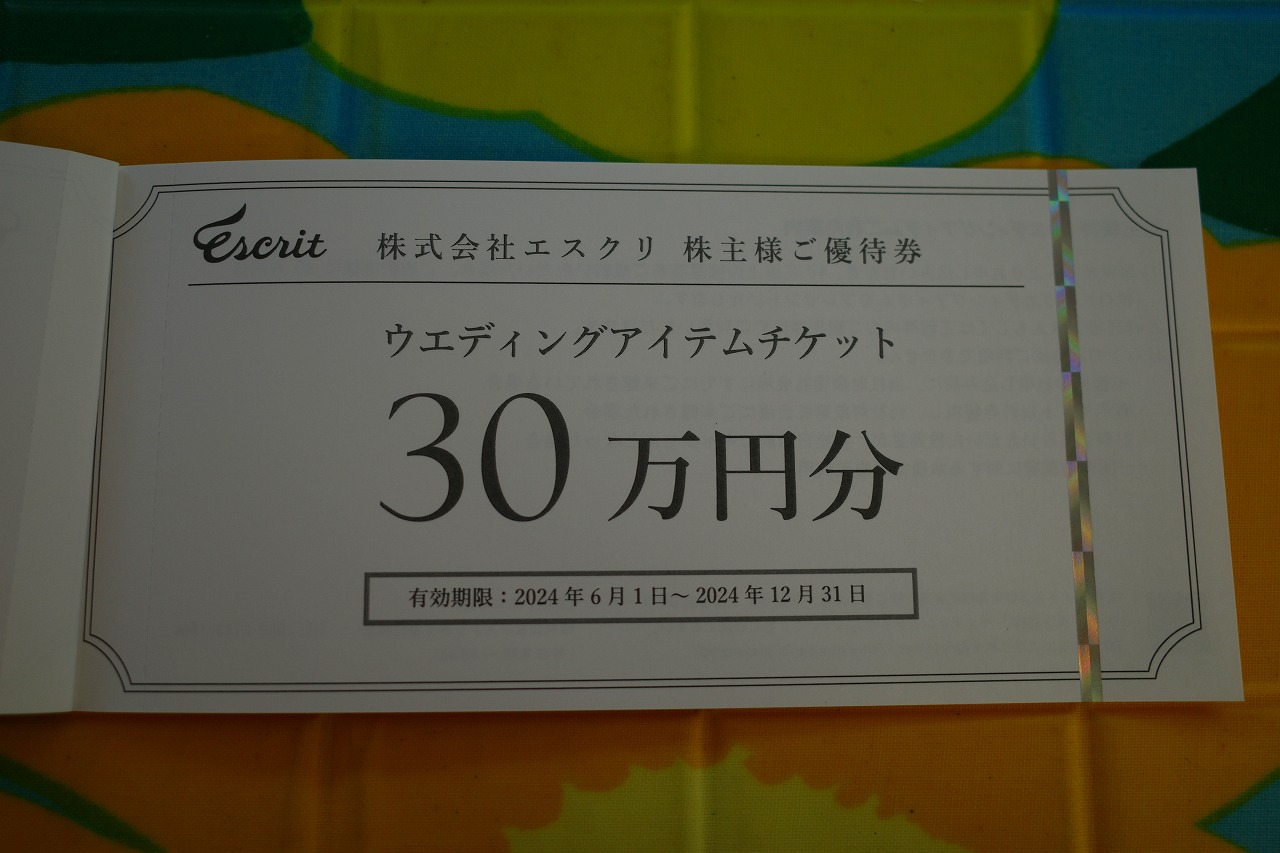 Escrit 株式会社エスクリ 株主様ご優待券
ウエディングアイテムチケット
30万円分
有効期限：2024年6月1日～2024年12月31日